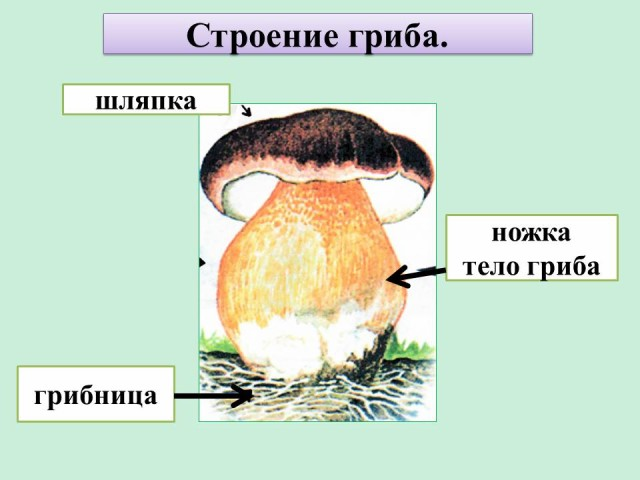 Строение гриба.
шляпка
ножка
тело гриба
грибница